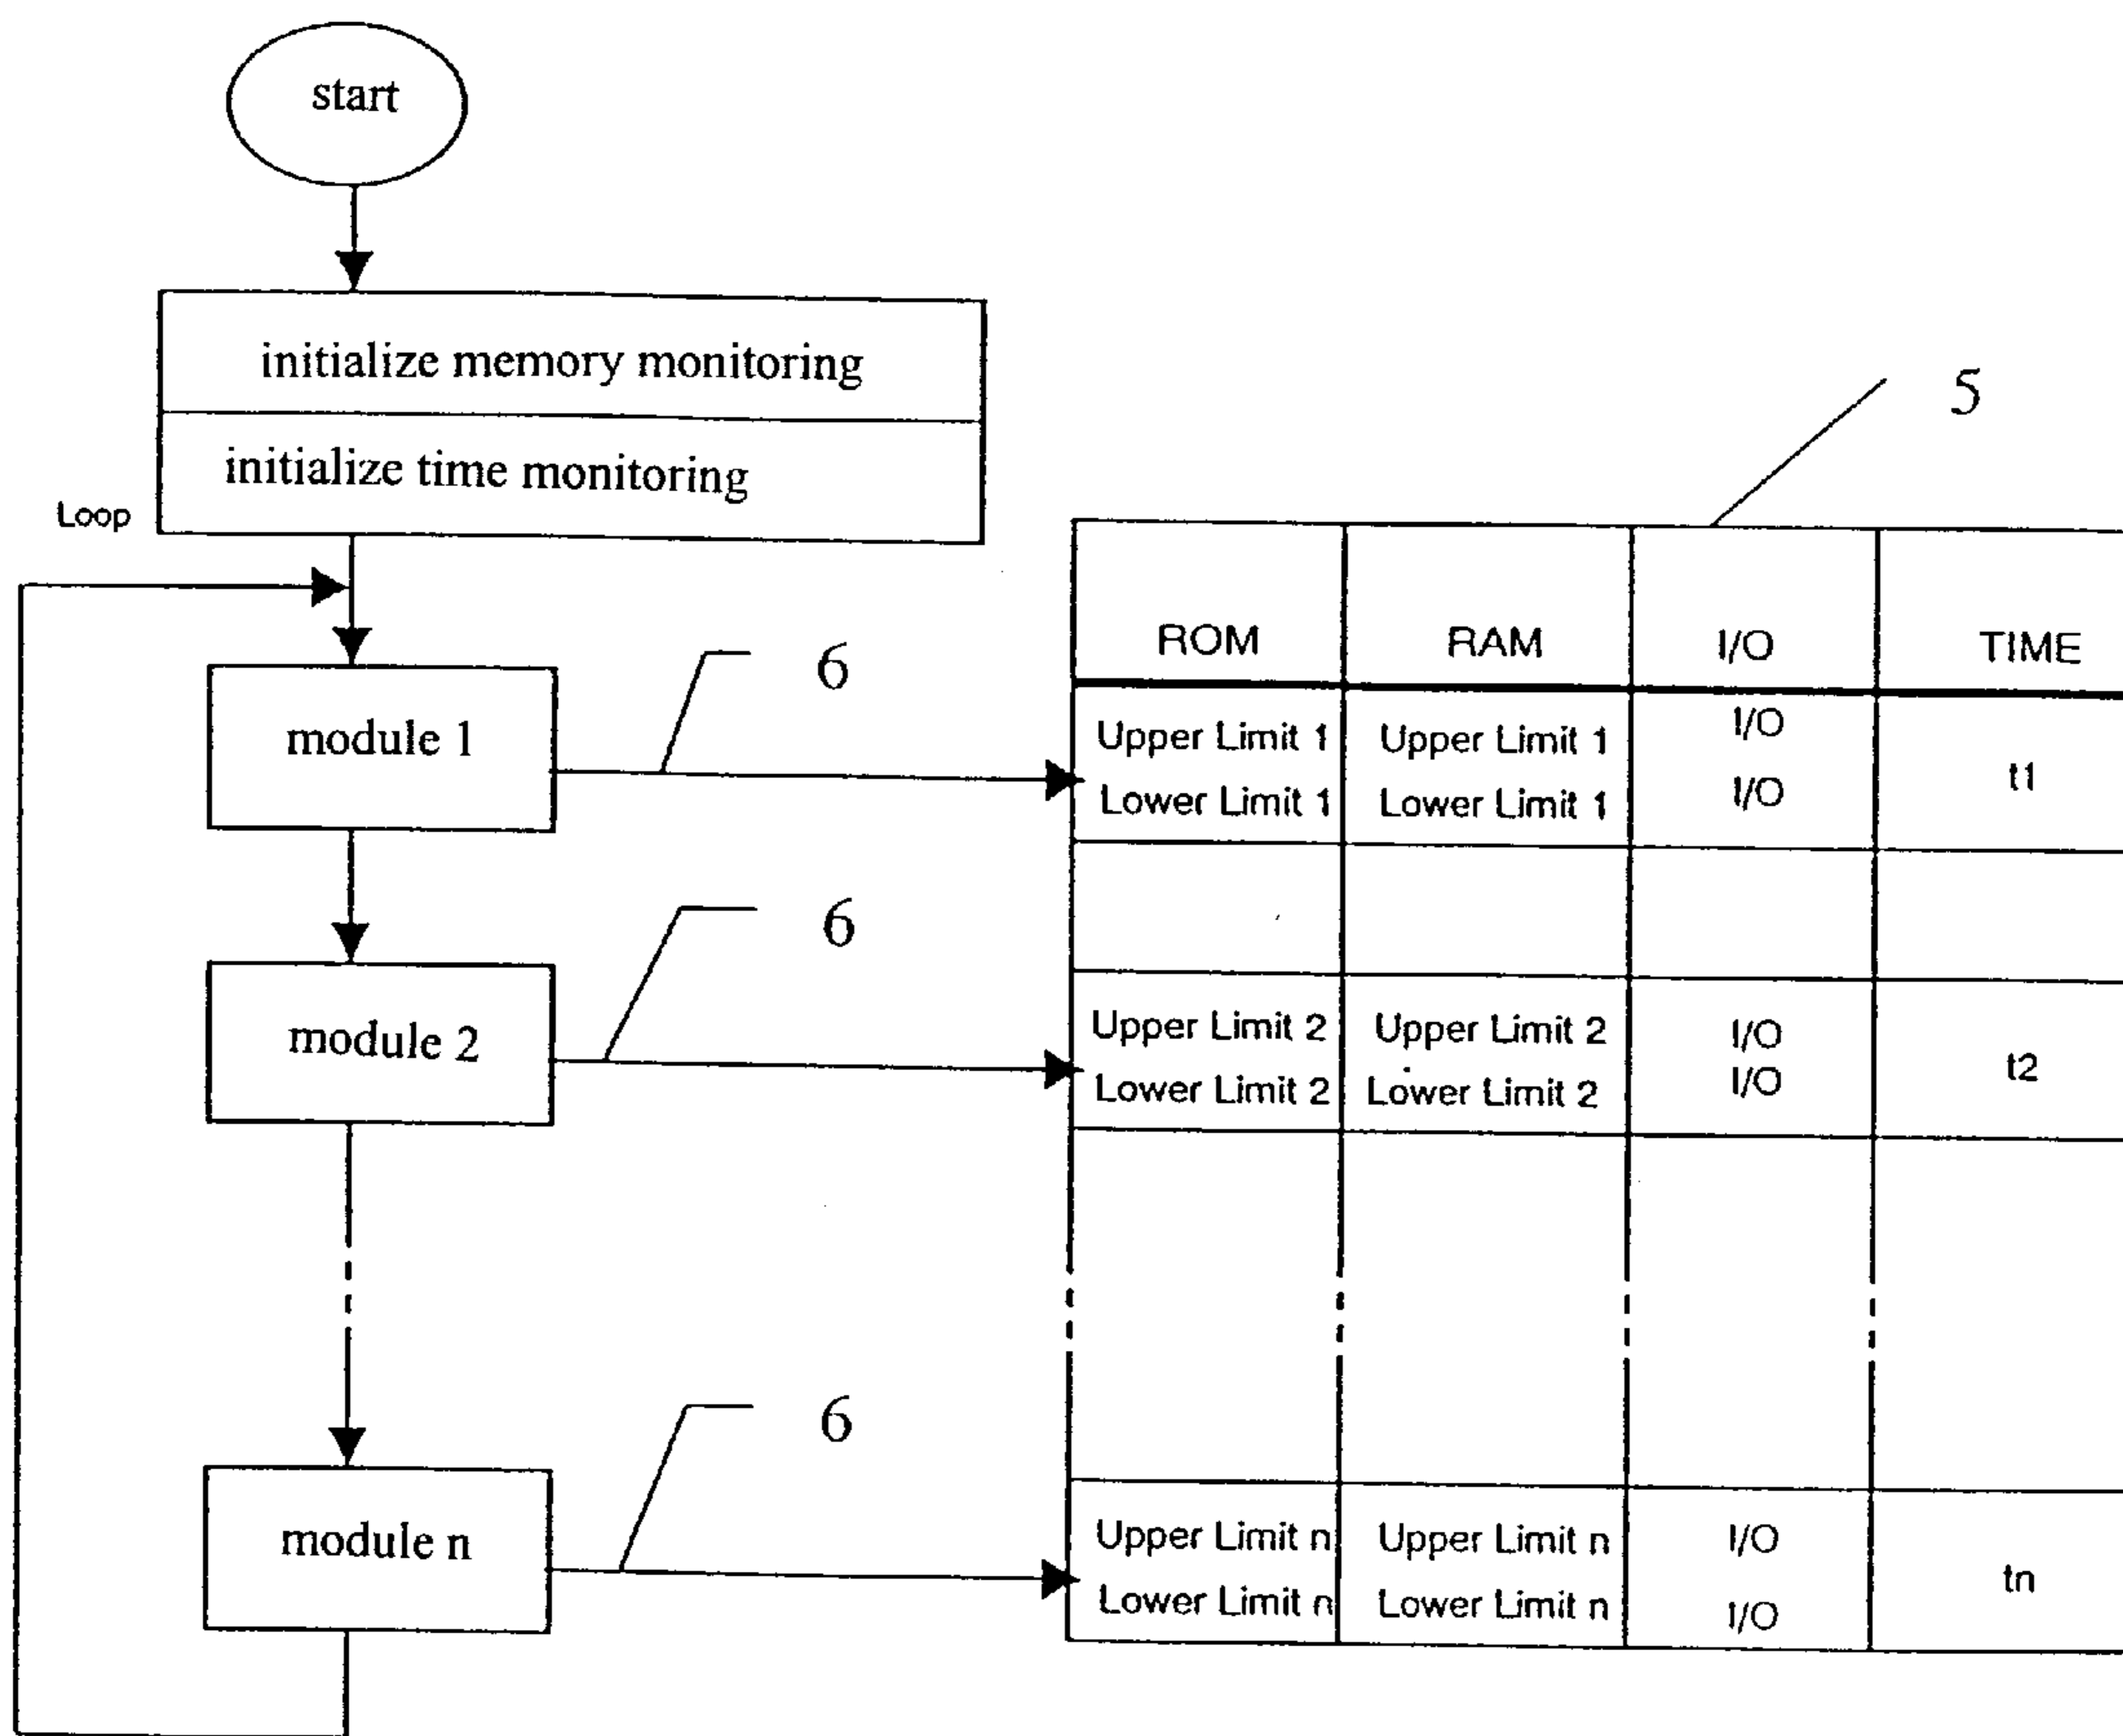 start
initialize memory monitoring
initialize time monitoring
Loop
5
ROM RAM I/O TIME
module 1
6
Upper Limit 1 Upper Limit 1 I/O
t1
Lower Limit 1 Lower Limit 1 I/O
module 2
6
Upper Limit 2 Upper Limit 2 I/O
t2
Lower Limit 2 Lower Limit 2 I/O
module n
6
Upper Limit n Upper Limit n I/O
tn
Lower Limit n Lower Limit n I/O